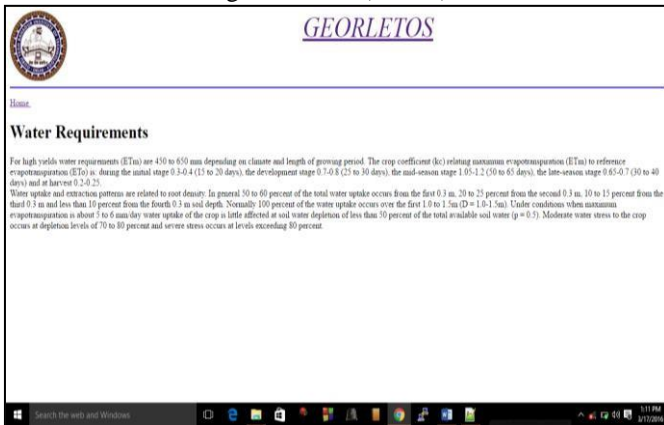 GEORLETOS
Home
Water Requirements
For high yields water requirements (ETm) are 450 to 650 mm depending on climate and length of growing period. The crop coefficient (kc) relating maximum evapotranspiration (ETm) to reference
evapotranspiration (ETo) is: during the initial stage 0.3-0.4 (15 to 20 days), the development stage 0.7-0.8 (25 to 30 days), the mid-season stage 1.05-1.2 (50 to 65 days), the late-season stage 0.65-0.7 (30 to 40
days) and at harvest 0.2-0.25.
Water uptake and extraction patterns are related to root density. In general 50 to 60 percent of the total water uptake occurs from the first 0.3 m, 20 to 25 percent from the second 0.3 m, 10 to 15 percent from the
third 0.3 m and less than 10 percent from the fourth 0.3 m soil depth. Normally 100 percent of the water uptake occurs over the first 1.0 to 1.5m (D = 1.0-1.5m). Under conditions when maximum
evapotranspiration is about 5 to 6 mm/day water uptake of the crop is little affected at soil water depletion of less than 50 percent of the total available soil water (p = 0.5). Moderate water stress to the crop
occurs at depletion levels of 70 to 80 percent and severe stress occurs at levels exceeding 80 percent.
Search the web and Windows
5:11 PM
3/17/2016